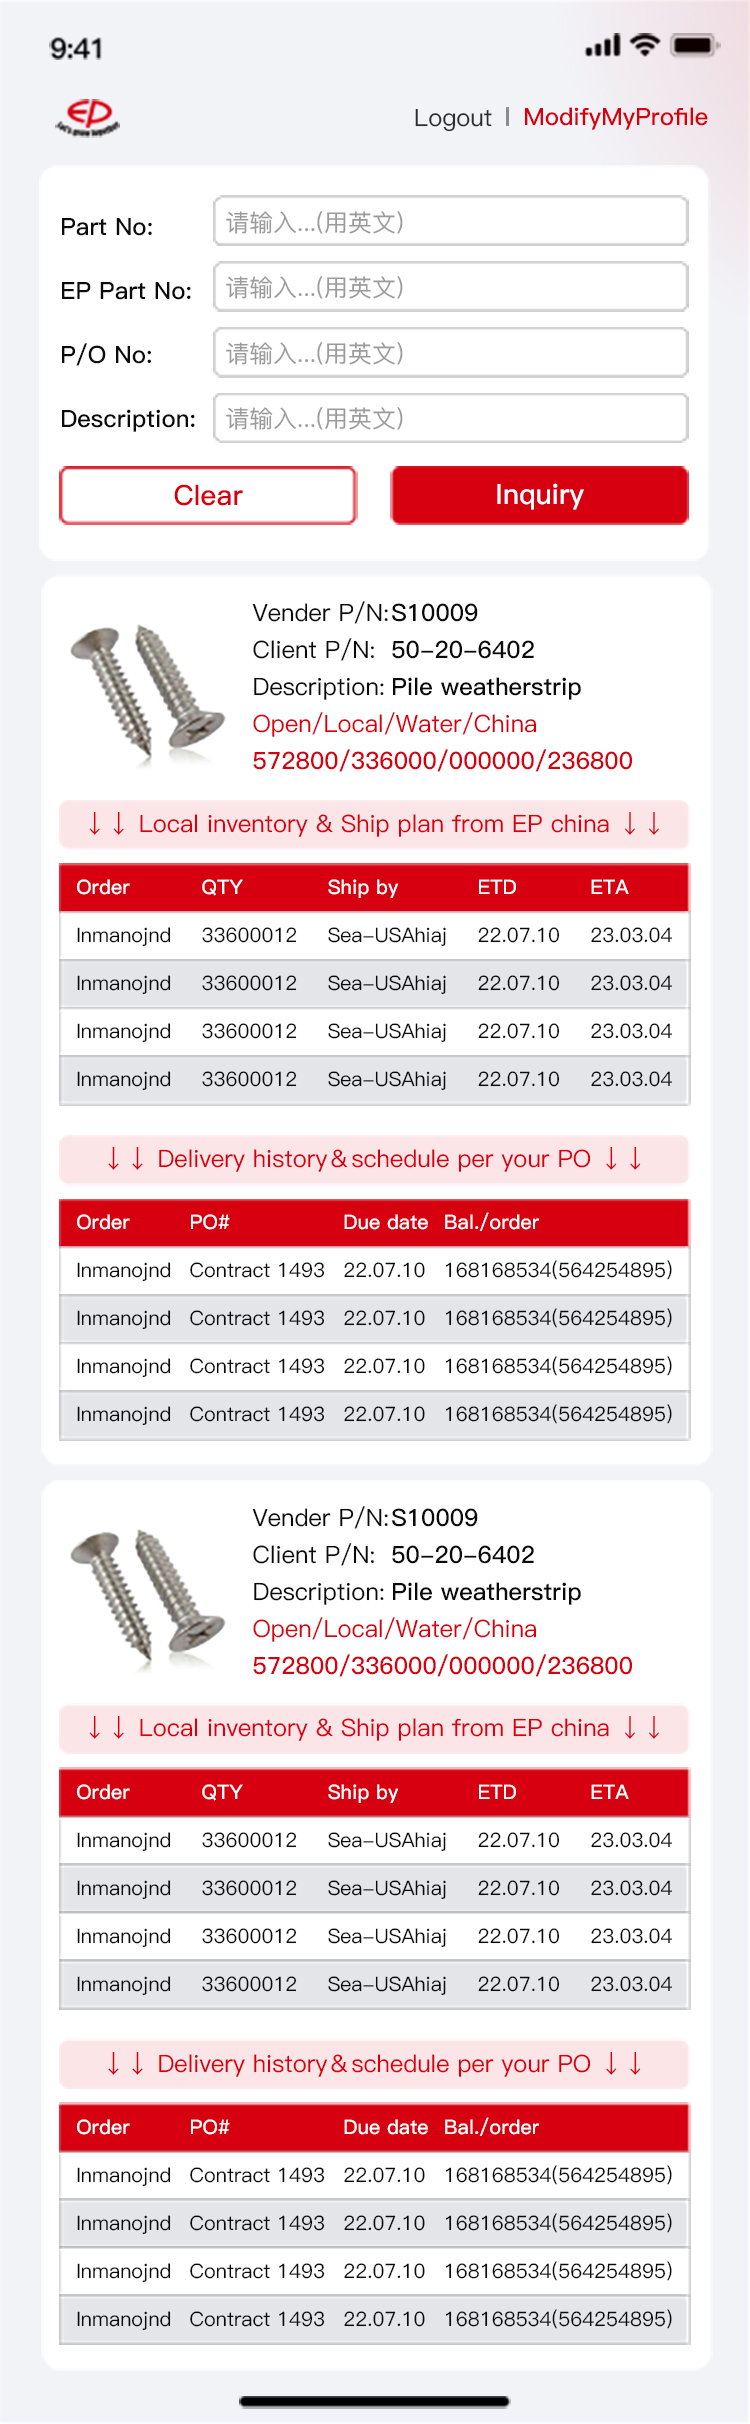 9:41
EP
Logout | ModifyMyProfile
Part No: 请输入...(用英文)
EP Part No: 请输入...(用英文)
P/O No: 请输入...(用英文)
Description: 请输入...(用英文)
Clear Inquiry
Vender P/N:S10009
Client P/N: 50-20-6402
Description: Pile weatherstrip
Open/Local/Water/China
572800/336000/000000/236800
↓ ↓ Local inventory & Ship plan from EP china ↓ ↓
Order QTY Ship by ETD ETA
Inmanojnd 33600012 Sea-USAhiaj 22.07.10 23.03.04
Inmanojnd 33600012 Sea-USAhiaj 22.07.10 23.03.04
Inmanojnd 33600012 Sea-USAhiaj 22.07.10 23.03.04
Inmanojnd 33600012 Sea-USAhiaj 22.07.10 23.03.04
↓ ↓ Delivery history&schedule per your PO ↓ ↓
Order PO# Due date Bal./order
Inmanojnd Contract 1493 22.07.10 168168534(564254895)
Inmanojnd Contract 1493 22.07.10 168168534(564254895)
Inmanojnd Contract 1493 22.07.10 168168534(564254895)
Inmanojnd Contract 1493 22.07.10 168168534(564254895)
Vender P/N:S10009
Client P/N: 50-20-6402
Description: Pile weatherstrip
Open/Local/Water/China
572800/336000/000000/236800
↓ ↓ Local inventory & Ship plan from EP china ↓ ↓
Order QTY Ship by ETD ETA
Inmanojnd 33600012 Sea-USAhiaj 22.07.10 23.03.04
Inmanojnd 33600012 Sea-USAhiaj 22.07.10 23.03.04
Inmanojnd 33600012 Sea-USAhiaj 22.07.10 23.03.04
Inmanojnd 33600012 Sea-USAhiaj 22.07.10 23.03.04
↓ ↓ Delivery history&schedule per your PO ↓ ↓
Order PO# Due date Bal./order
Inmanojnd Contract 1493 22.07.10 168168534(564254895)
Inmanojnd Contract 1493 22.07.10 168168534(564254895)
Inmanojnd Contract 1493 22.07.10 168168534(564254895)
Inmanojnd Contract 1493 22.07.10 168168534(564254895)